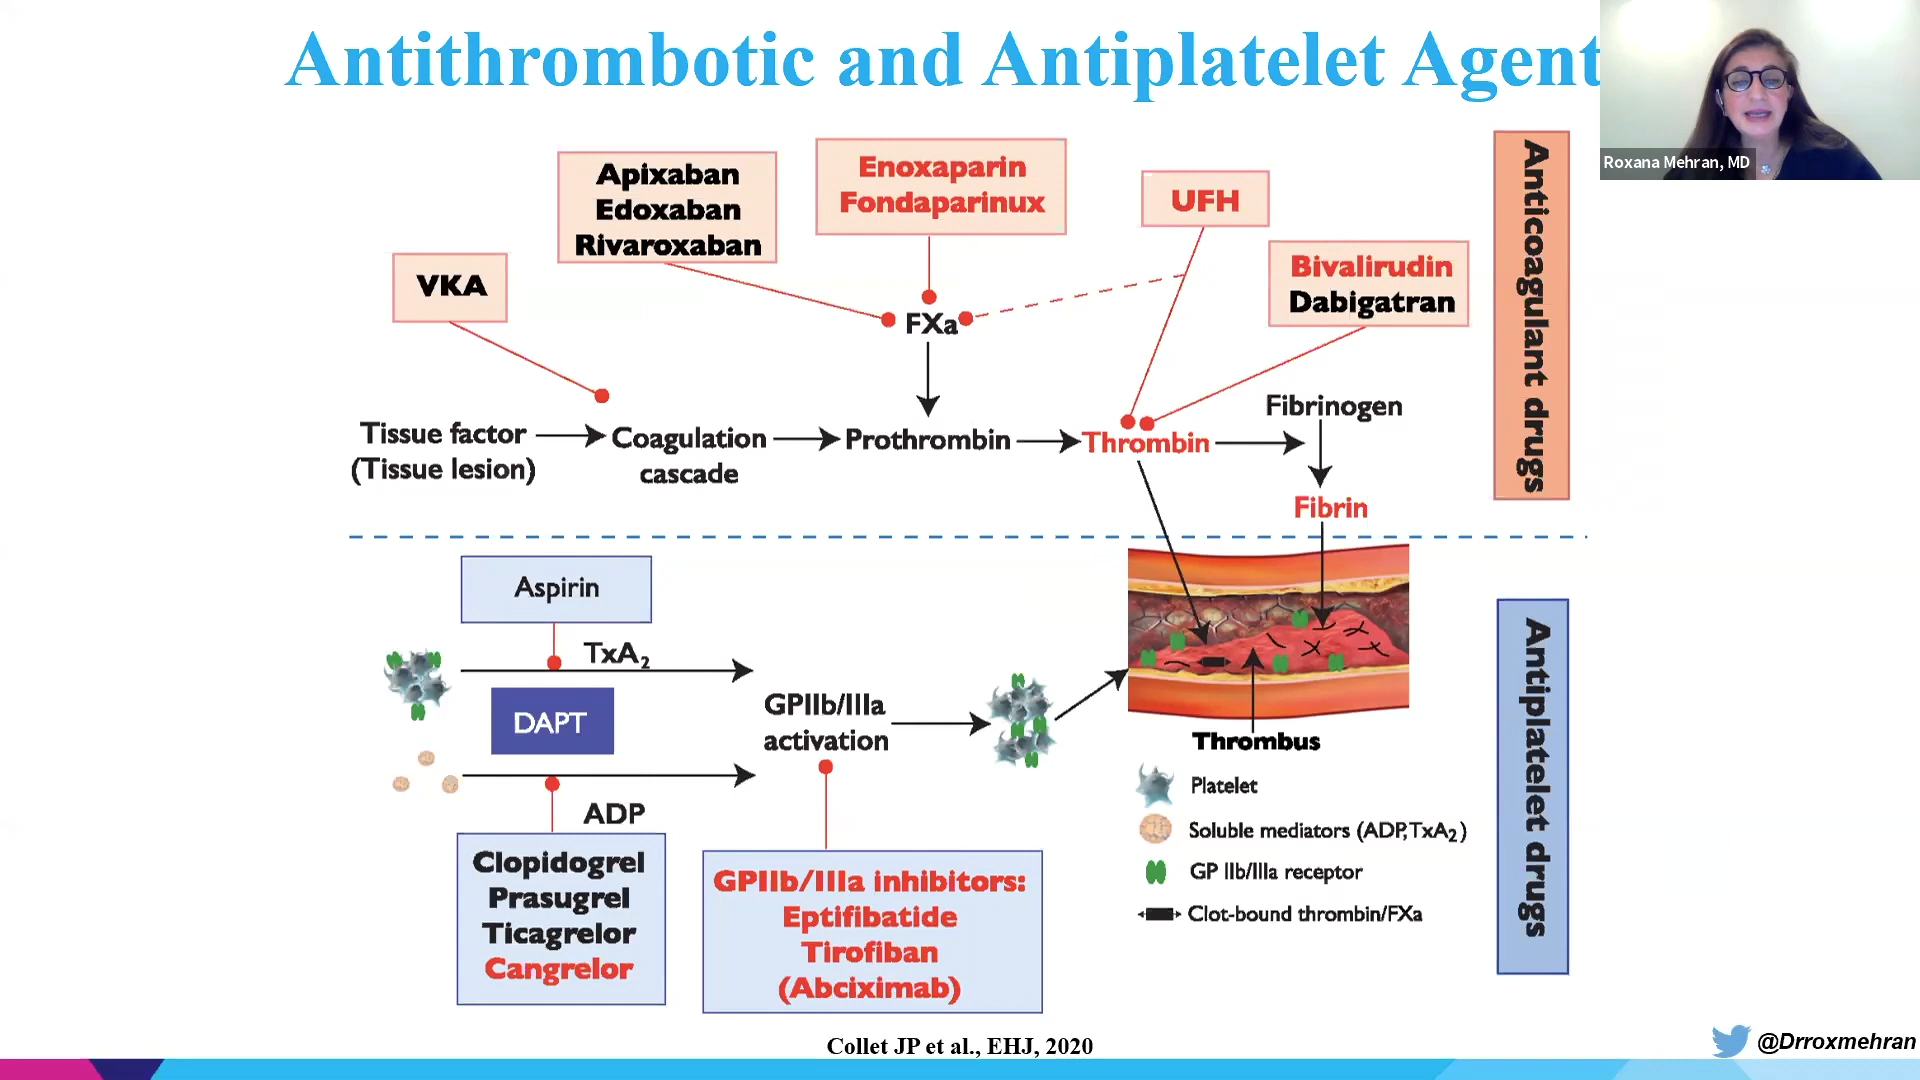 Antithrombotic and Antiplatelet Agent
Roxana Mehran, MD
Apixaban
Edoxaban
Rivaroxaban
Enoxaparin
Fondaparinux
UFH
Bivalirudin
Dabigatran
VKA
FXa
Tissue factor
(Tissue lesion)
Coagulation
cascade
Prothrombin
Thrombin
Fibrinogen
Fibrin
Anticoagulant drugs
Aspirin
TxA₂
DAPT
ADP
Clopidogrel
Prasugrel
Ticagrelor
Cangrelor
GPIIb/IIIa
activation
GPIIb/IIIa inhibitors:
Eptifibatide
Tirofiban
(Abciximab)
Thrombus
Platelet
Soluble mediators (ADP,TxA₂)
GP IIb/IIIa receptor
Clot-bound thrombin/FXa
Antiplatelet drugs
Collet JP et al., EHJ, 2020
@Drroxmehran